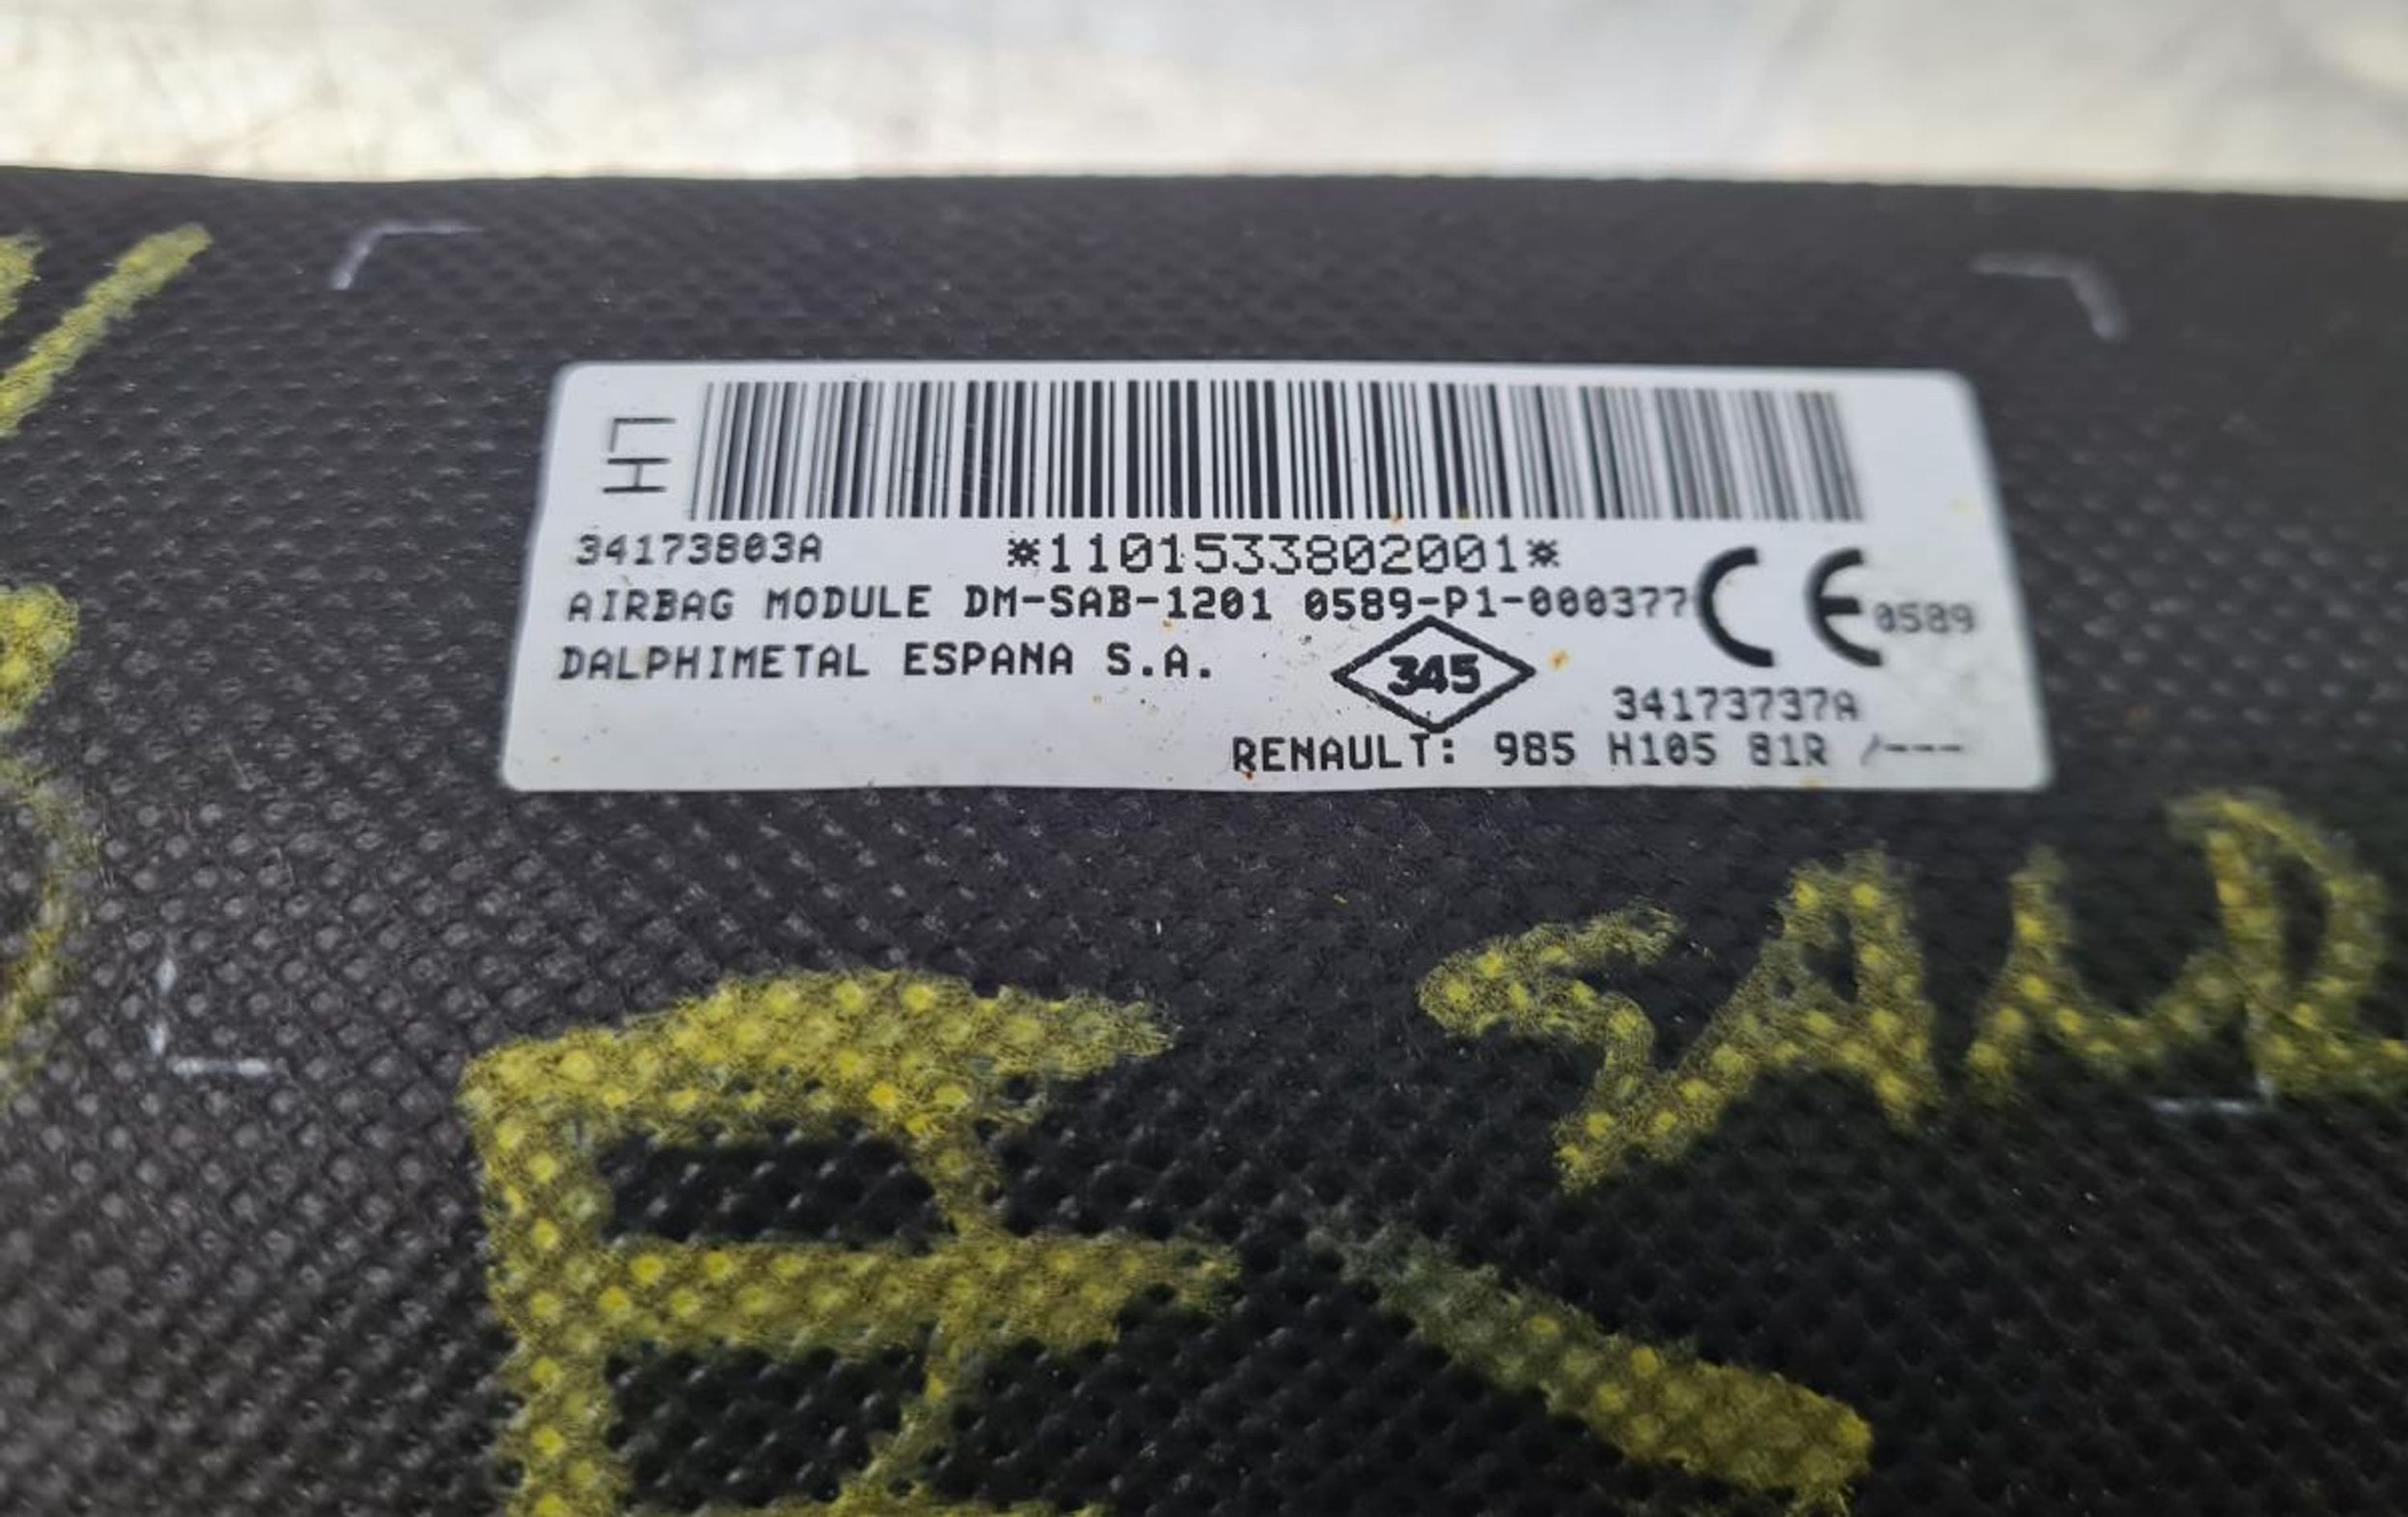 LH
34173803A *1101533802001*
AIRBAG MODULE DM-SAB-1201 0589-P1-000377 CE 0589
DALPHIMETAL ESPANA S.A. 345
34173737A
RENAULT: 985 H105 81R /---